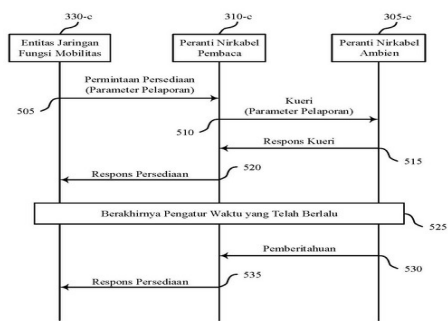 330-c
310-c
305-c
Entitas Jaringan
Fungsi Mobilitas
Peranti Nirkabel
Pembaca
Peranti Nirkabel
Ambien
Permintaan Persediaan
(Parameter Pelaporan)
505
Kueri
(Parameter Pelaporan)
510
Respons Kueri
515
520
Respons Persediaan
Berakhirnya Pengatur Waktu yang Telah Berlalu
525
Pemberitahuan
530
535
Respons Persediaan